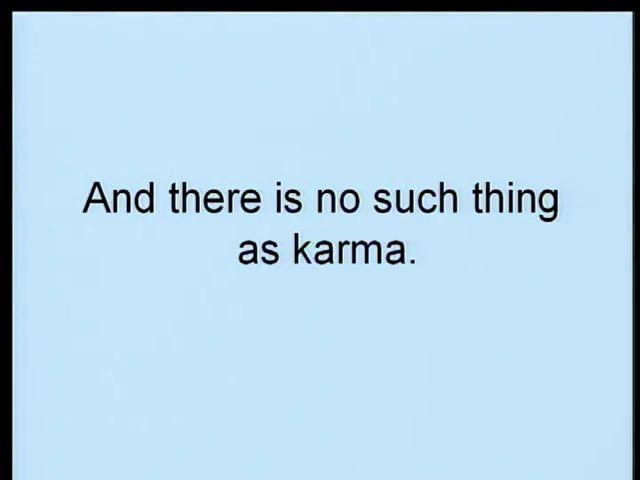 And there is no such thing
as karma.